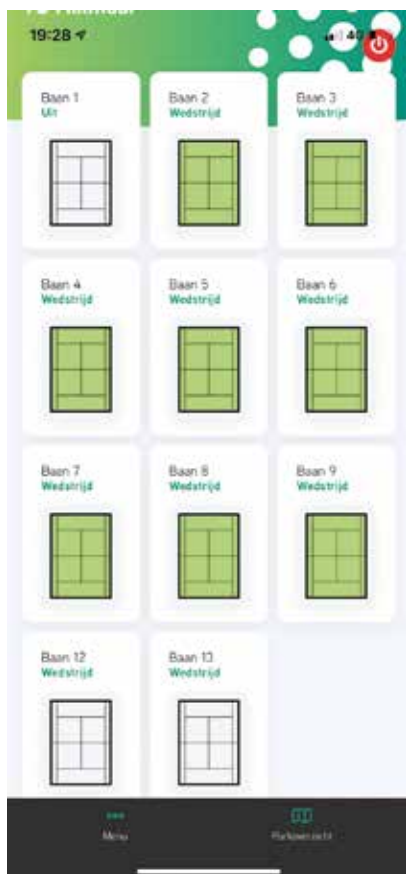 19:28
4G
Baan 1
Uit
Baan 2
Wedstrijd
Baan 3
Wedstrijd
Baan 4
Wedstrijd
Baan 5
Wedstrijd
Baan 6
Wedstrijd
Baan 7
Wedstrijd
Baan 8
Wedstrijd
Baan 9
Wedstrijd
Baan 12
Wedstrijd
Baan 13
Wedstrijd
Menu
Parkoverzicht